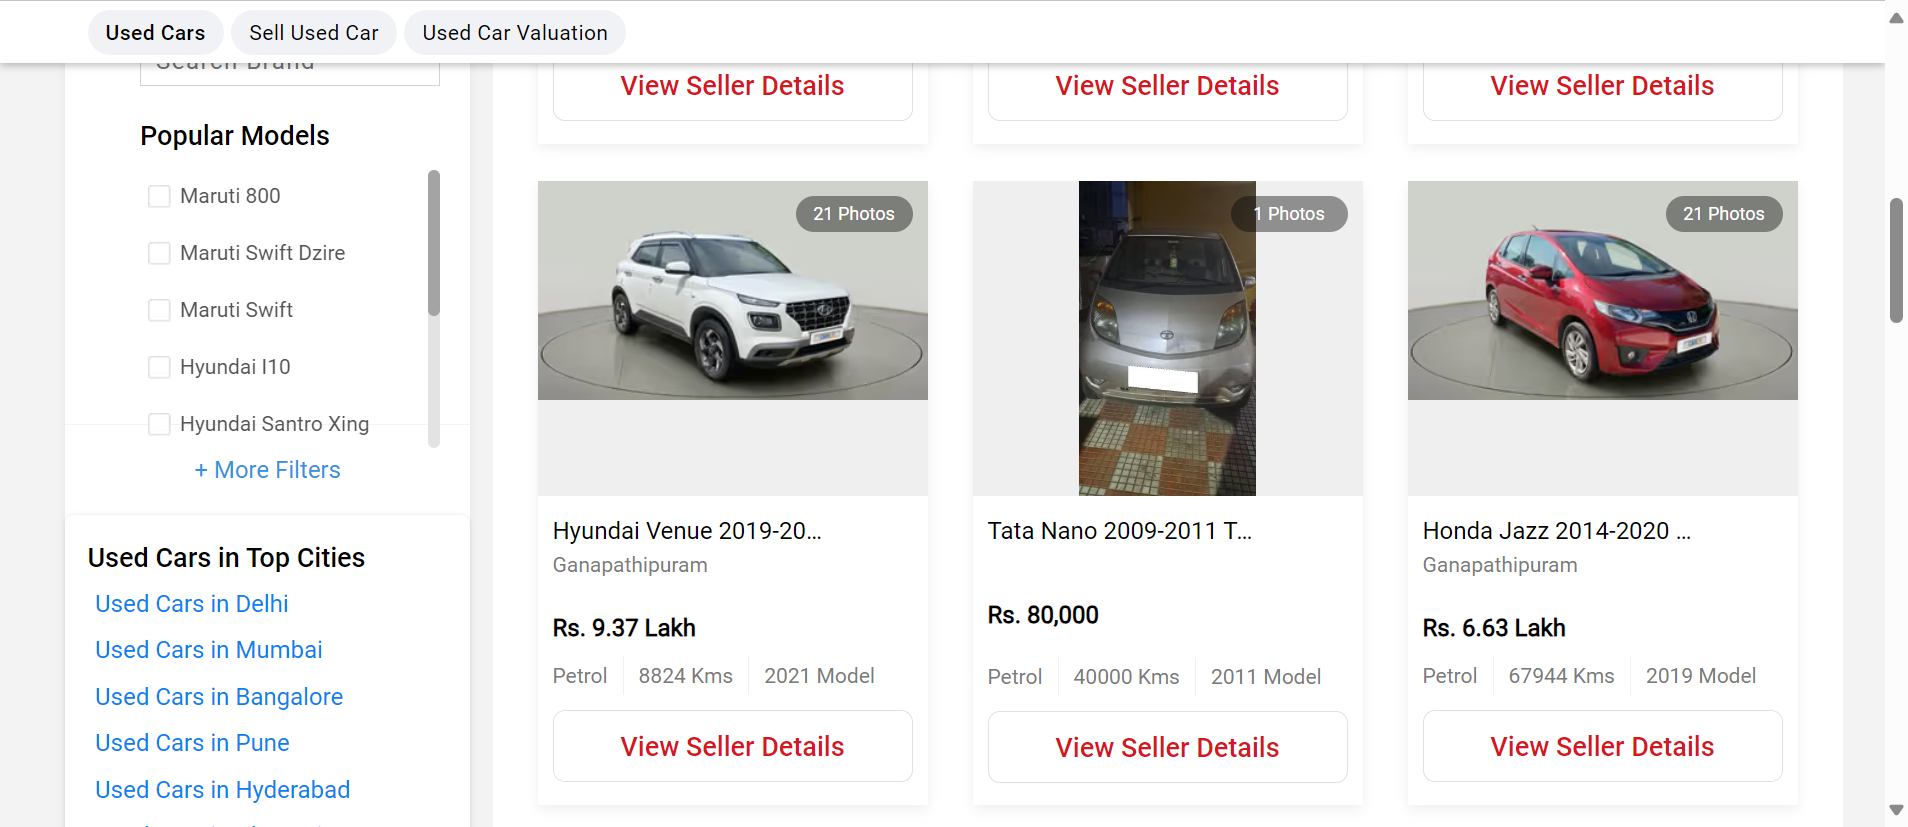 Used Cars
Sell Used Car
Used Car Valuation
Search Brand
Popular Models
Maruti 800
Maruti Swift Dzire
Maruti Swift
Hyundai I10
Hyundai Santro Xing
+ More Filters
Used Cars in Top Cities
Used Cars in Delhi
Used Cars in Mumbai
Used Cars in Bangalore
Used Cars in Pune
Used Cars in Hyderabad
View Seller Details
View Seller Details
View Seller Details
21 Photos
Hyundai Venue 2019-20...
Ganapathipuram
Rs. 9.37 Lakh
Petrol
8824 Kms
2021 Model
View Seller Details
1 Photos
Tata Nano 2009-2011 T...
Rs. 80,000
Petrol
40000 Kms
2011 Model
View Seller Details
21 Photos
Honda Jazz 2014-2020 ...
Ganapathipuram
Rs. 6.63 Lakh
Petrol
67944 Kms
2019 Model
View Seller Details